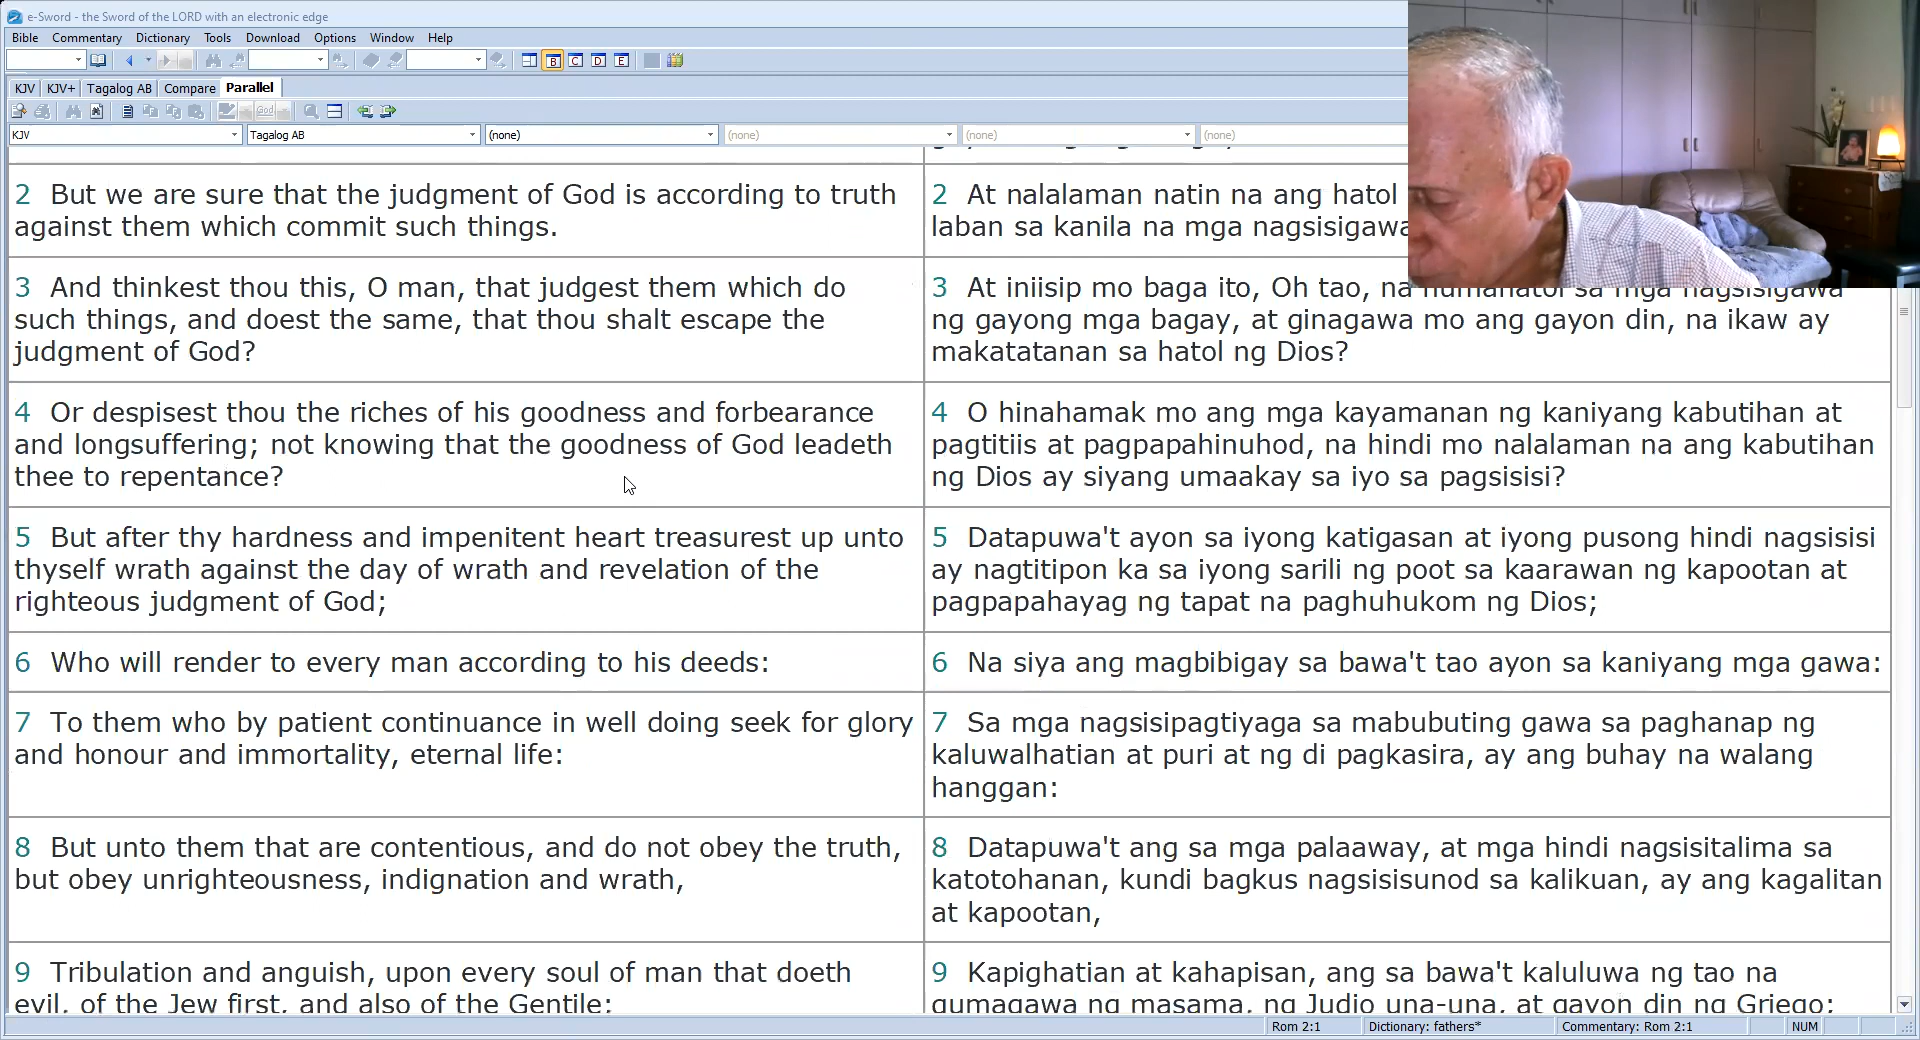 e-Sword - the Sword of the LORD with an electronic edge
Bible Commentary Dictionary Tools Download Options Window Help
B C D E
KJV KJV+ Tagalog AB Compare Parallel
God
KJV Tagalog AB (none) (none) (none) (none)
2 But we are sure that the judgment of God is according to truth
against them which commit such things.
3 And thinkest thou this, O man, that judgest them which do
such things, and doest the same, that thou shalt escape the
judgment of God?
4 Or despisest thou the riches of his goodness and forbearance
and longsuffering; not knowing that the goodness of God leadeth
thee to repentance?
5 But after thy hardness and impenitent heart treasurest up unto
thyself wrath against the day of wrath and revelation of the
righteous judgment of God;
6 Who will render to every man according to his deeds:
7 To them who by patient continuance in well doing seek for glory
and honour and immortality, eternal life:
8 But unto them that are contentious, and do not obey the truth,
but obey unrighteousness, indignation and wrath,
9 Tribulation and anguish, upon every soul of man that doeth
evil, of the Jew first, and also of the Gentile;
2 At nalalaman natin na ang hatol
laban sa kanila na mga nagsisigawa
3 At iniisip mo baga ito, Oh tao, na humahatol sa mga nagsisigawa
ng gayong mga bagay, at ginagawa mo ang gayon din, na ikaw ay
makatatanan sa hatol ng Dios?
4 O hinahamak mo ang mga kayamanan ng kaniyang kabutihan at
pagtitiis at pagpapahinuhod, na hindi mo nalalaman na ang kabutihan
ng Dios ay siyang umaakay sa iyo sa pagsisisi?
5 Datapuwa't ayon sa iyong katigasan at iyong pusong hindi nagsisisi
ay nagtitipon ka sa iyong sarili ng poot sa kaarawan ng kapootan at
pagpapahayag ng tapat na paghuhukom ng Dios;
6 Na siya ang magbibigay sa bawa't tao ayon sa kaniyang mga gawa:
7 Sa mga nagsisipagtiyaga sa mabubuting gawa sa paghanap ng
kaluwalhatian at puri at ng di pagkasira, ay ang buhay na walang
hanggan:
8 Datapuwa't ang sa mga palaaway, at mga hindi nagsisitalima sa
katotohanan, kundi bagkus nagsisisunod sa kalikuan, ay ang kagalitan
at kapootan,
9 Kapighatian at kahapisan, ang sa bawa't kaluluwa ng tao na
gumagawa ng masama, ng Judio una-una, at gayon din ng Griego;
Rom 2:1 Dictionary: fathers* Commentary: Rom 2:1 NUM